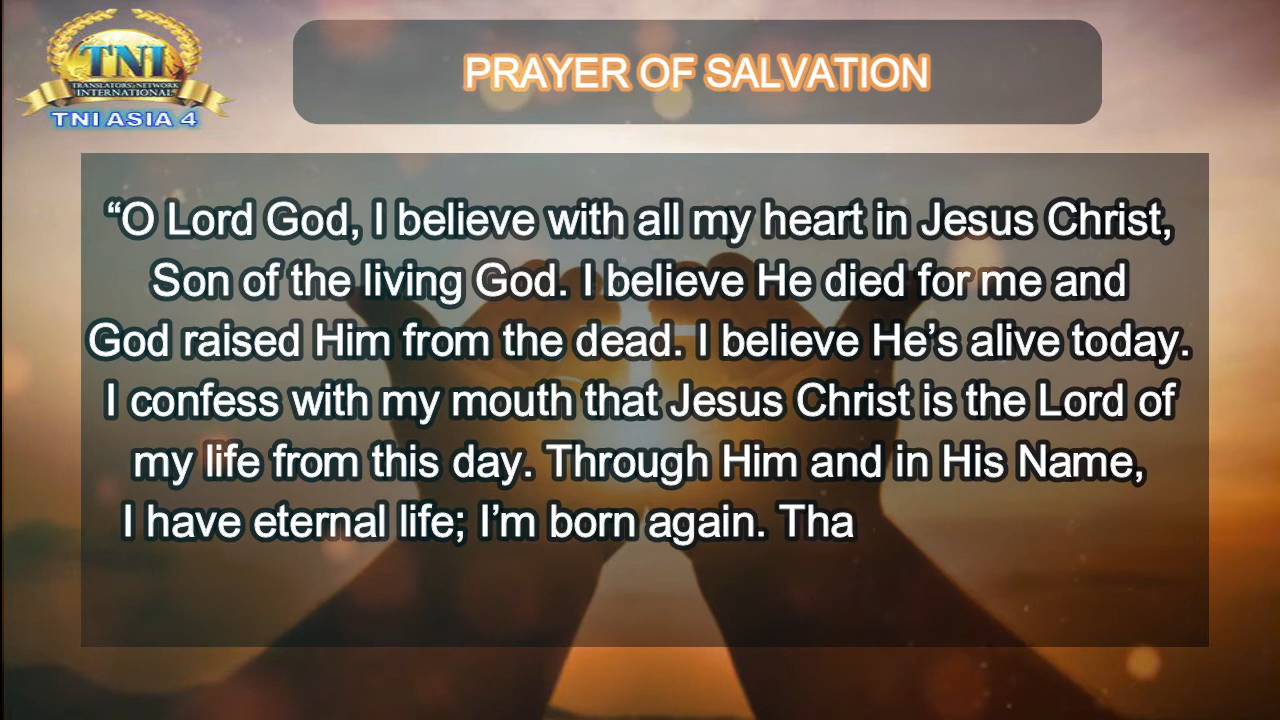 TNI
TRANSLATORS' NETWORK
INTERNATIONAL
TNI ASIA 4
PRAYER OF SALVATION
“O Lord God, I believe with all my heart in Jesus Christ,
Son of the living God. I believe He died for me and
God raised Him from the dead. I believe He’s alive today.
I confess with my mouth that Jesus Christ is the Lord of
my life from this day. Through Him and in His Name,
I have eternal life; I’m born again. Tha